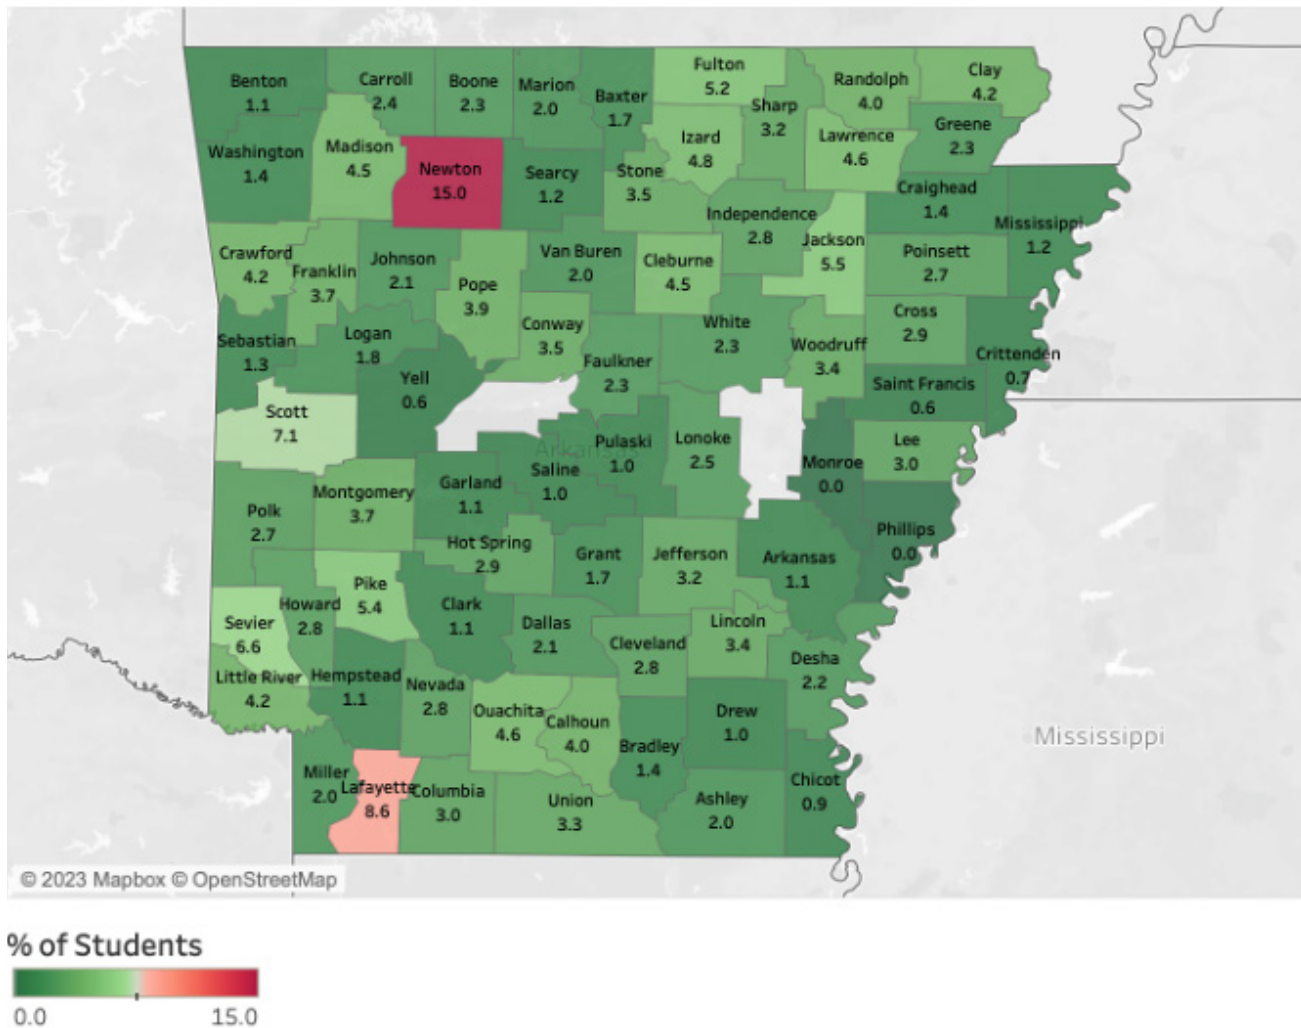 Benton
1.1
Carroll
2.4
Boone
2.3
Marion
2.0
Baxter
1.7
Fulton
5.2
Sharp
3.2
Randolph
4.0
Clay
4.2
Greene
2.3
Washington
1.4
Madison
4.5
Newton
15.0
Searcy
1.2
Stone
3.5
Izard
4.8
Lawrence
4.6
Craighead
1.4
Mississippi
1.2
Independence
2.8
Jackson
5.5
Poinsett
2.7
Crawford
4.2
Franklin
3.7
Johnson
2.1
Pope
3.9
Van Buren
2.0
Cleburne
4.5
Cross
2.9
Sebastian
1.3
Logan
1.8
Conway
3.5
Faulkner
2.3
White
2.3
Woodruff
3.4
Crittenden
0.7
Yell
0.6
Saint Francis
0.6
Scott
7.1
Arkansas
Pulaski
1.0
Lonoke
2.5
Lee
3.0
Monroe
0.0
Garland
1.1
Saline
1.0
Polk
2.7
Montgomery
3.7
Phillips
0.0
Hot Spring
2.9
Grant
1.7
Jefferson
3.2
Arkansas
1.1
Pike
5.4
Howard
2.8
Clark
1.1
Sevier
6.6
Dallas
2.1
Cleveland
2.8
Lincoln
3.4
Desha
2.2
Little River
4.2
Hempstead
1.1
Nevada
2.8
Ouachita
4.6
Calhoun
4.0
Drew
1.0
Bradley
1.4
Mississippi
Miller
2.0
Lafayette
8.6
Columbia
3.0
Union
3.3
Ashley
2.0
Chicot
0.9
© 2023 Mapbox © OpenStreetMap
% of Students
0.0 15.0